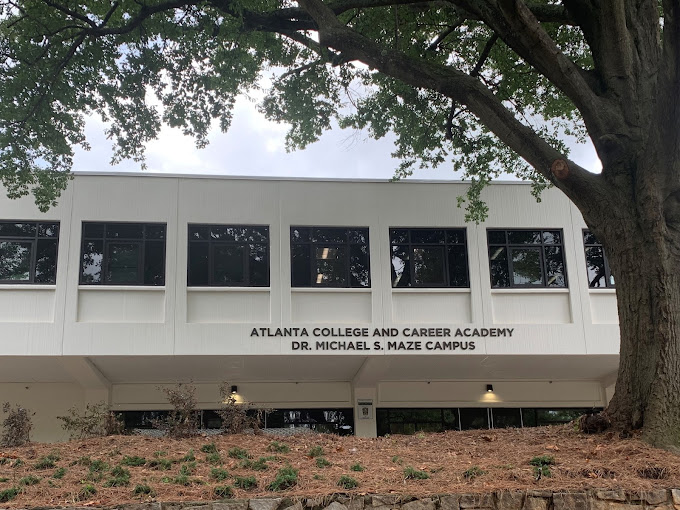 ATLANTA COLLEGE AND CAREER ACADEMY
DR. MICHAEL S. MAZE CAMPUS